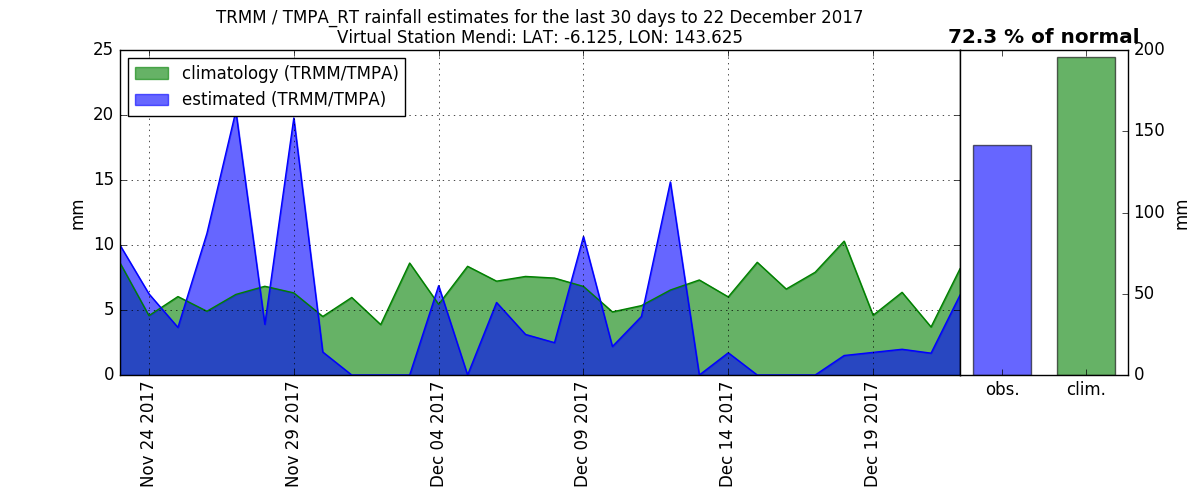 TRMM / TMPA_RT rainfall estimates for the last 30 days to 22 December 2017
Virtual Station Mendi: LAT: -6.125, LON: 143.625
72.3 % of normal
climatology (TRMM/TMPA)
estimated (TRMM/TMPA)
25
20
15
10
5
0
mm
Nov 24 2017
Nov 29 2017
Dec 04 2017
Dec 09 2017
Dec 14 2017
Dec 19 2017
obs.
clim.
200
150
100
50
0
mm